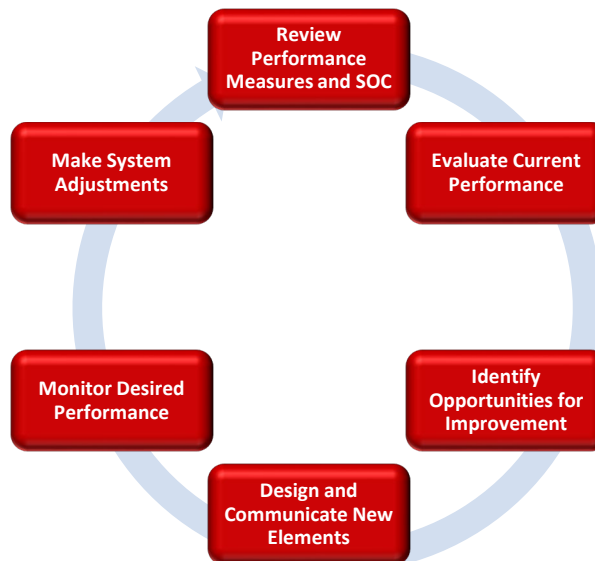 Review
Performance
Measures and SOC
Evaluate Current
Performance
Identify
Opportunities for
Improvement
Design and
Communicate New
Elements
Monitor Desired
Performance
Make System
Adjustments